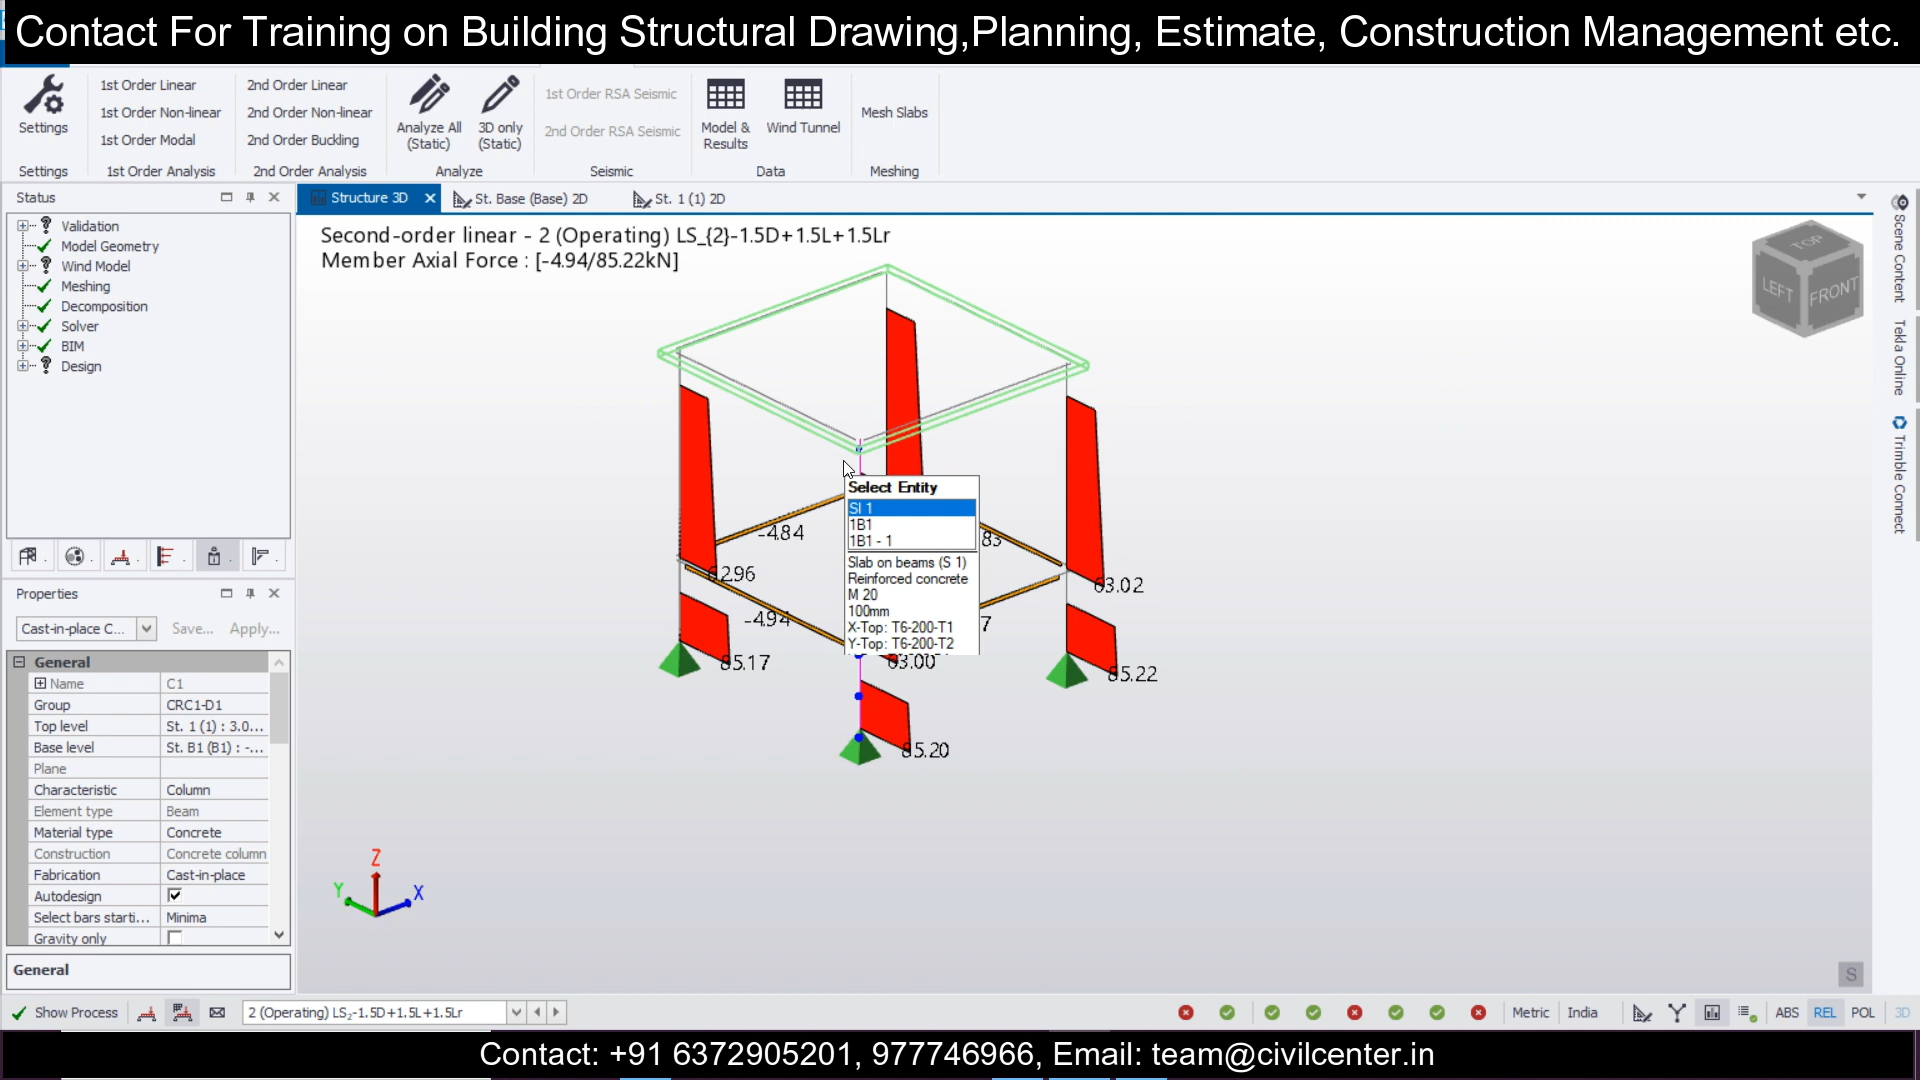 Contact For Training on Building Structural Drawing,Planning, Estimate, Construction Management etc.
Settings
1st Order Linear
1st Order Non-linear
1st Order Modal
2nd Order Linear
2nd Order Non-linear
2nd Order Buckling
Analyze All
(Static)
3D only
(Static)
1st Order RSA Seismic
2nd Order RSA Seismic
Model &
Results
Wind Tunnel
Mesh Slabs
Settings
1st Order Analysis
2nd Order Analysis
Analyze
Seismic
Data
Meshing
Status
Validation
Model Geometry
Wind Model
Meshing
Decomposition
Solver
BIM
Design
Structure 3D
St. Base (Base) 2D
St. 1 (1) 2D
Second-order linear - 2 (Operating) LS_{2}-1.5D+1.5L+1.5Lr
Member Axial Force : [-4.94/85.22kN]
TOP
LEFT
FRONT
Scene Content
Tekla Online
Trimble Connect
Select Entity
SI 1
1B1
1B1 - 1
Slab on beams (S 1)
Reinforced concrete
M 20
100mm
X-Top: T6-200-T1
Y-Top: T6-200-T2
-4.84
83
62.96
63.02
-4.94
7
85.17
63.00
85.22
85.20
Z
Y
X
S
Properties
Cast-in-place C...
Save...
Apply...
General
Name C1
Group CRC1-D1
Top level St. 1 (1) : 3.0...
Base level St. B1 (B1) : -...
Plane
Characteristic Column
Element type Beam
Material type Concrete
Construction Concrete column
Fabrication Cast-in-place
Autodesign
Select bars starti... Minima
Gravity only
General
Show Process
2 (Operating) LS₂-1.5D+1.5L+1.5Lr
Metric
India
ABS
REL
POL
3D
Contact: +91 6372905201, 977746966, Email: team@civilcenter.in